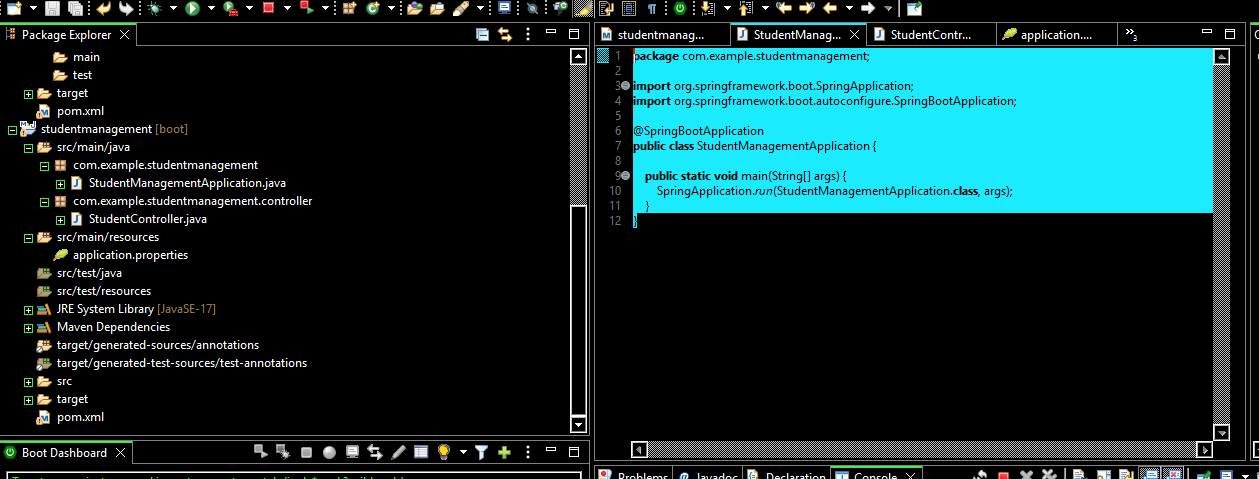 Package Explorer
main
test
target
pom.xml
studentmanagement [boot]
src/main/java
com.example.studentmanagement
StudentManagementApplication.java
com.example.studentmanagement.controller
StudentController.java
src/main/resources
application.properties
src/test/java
src/test/resources
JRE System Library [JavaSE-17]
Maven Dependencies
target/generated-sources/annotations
target/generated-test-sources/test-annotations
src
target
pom.xml
Boot Dashboard
studentmanag...
StudentManag...
StudentContr...
application....
»3
1 package com.example.studentmanagement;
2
3 import org.springframework.boot.SpringApplication;
4 import org.springframework.boot.autoconfigure.SpringBootApplication;
5
6 @SpringBootApplication
7 public class StudentManagementApplication {
8
9 public static void main(String[] args) {
10 SpringApplication.run(StudentManagementApplication.class, args);
11 }
12 }
Problems
Javadoc
Declaration
Console